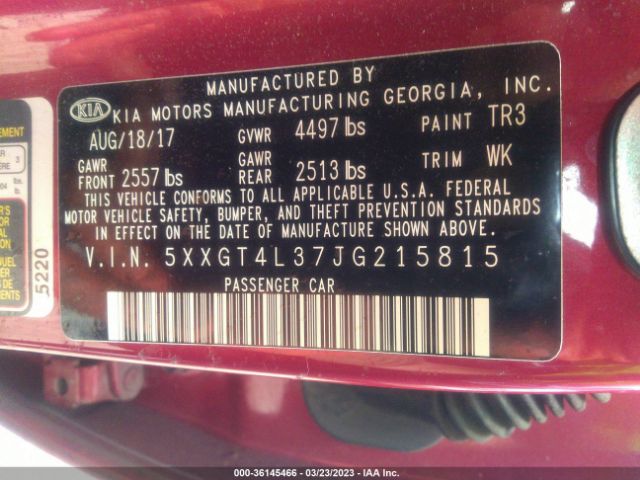 MANUFACTURED BY
KIA KIA MOTORS MANUFACTURING GEORGIA, INC.
AUG/18/17 GVWR 4497 lbs PAINT TR3
GAWR FRONT 2557 lbs GAWR REAR 2513 lbs TRIM WK
THIS VEHICLE CONFORMS TO ALL APPLICABLE U.S.A. FEDERAL
MOTOR VEHICLE SAFETY, BUMPER, AND THEFT PREVENTION STANDARDS
IN EFFECT ON THE DATE OF MANUFACTURE SHOWN ABOVE.
V.I.N. 5XXGT4L37JG215815
PASSENGER CAR
5220
000-36145466 - 03/23/2023 - IAA Inc.